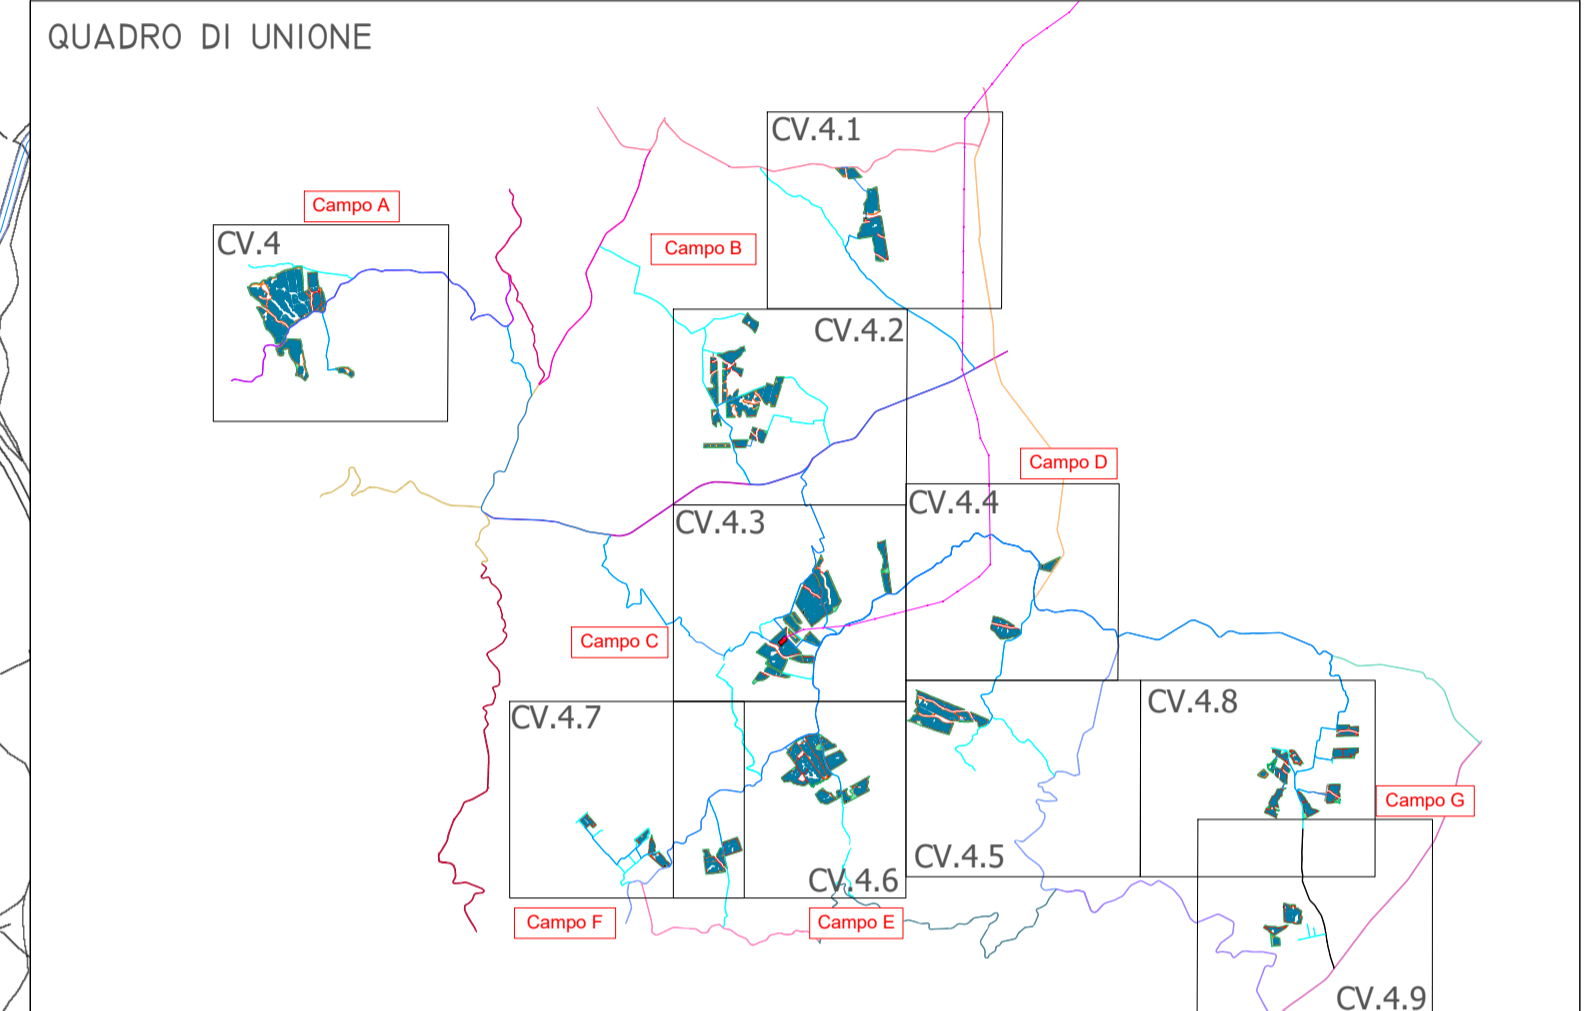 QUADRO DI UNIONE
CV.4.1
Campo A
CV.4
Campo B
CV.4.2
Campo D
CV.4.4
CV.4.3
Campo C
CV.4.7
CV.4.8
Campo G
CV.4.5
CV.4.6
Campo F
Campo E
CV.4.9